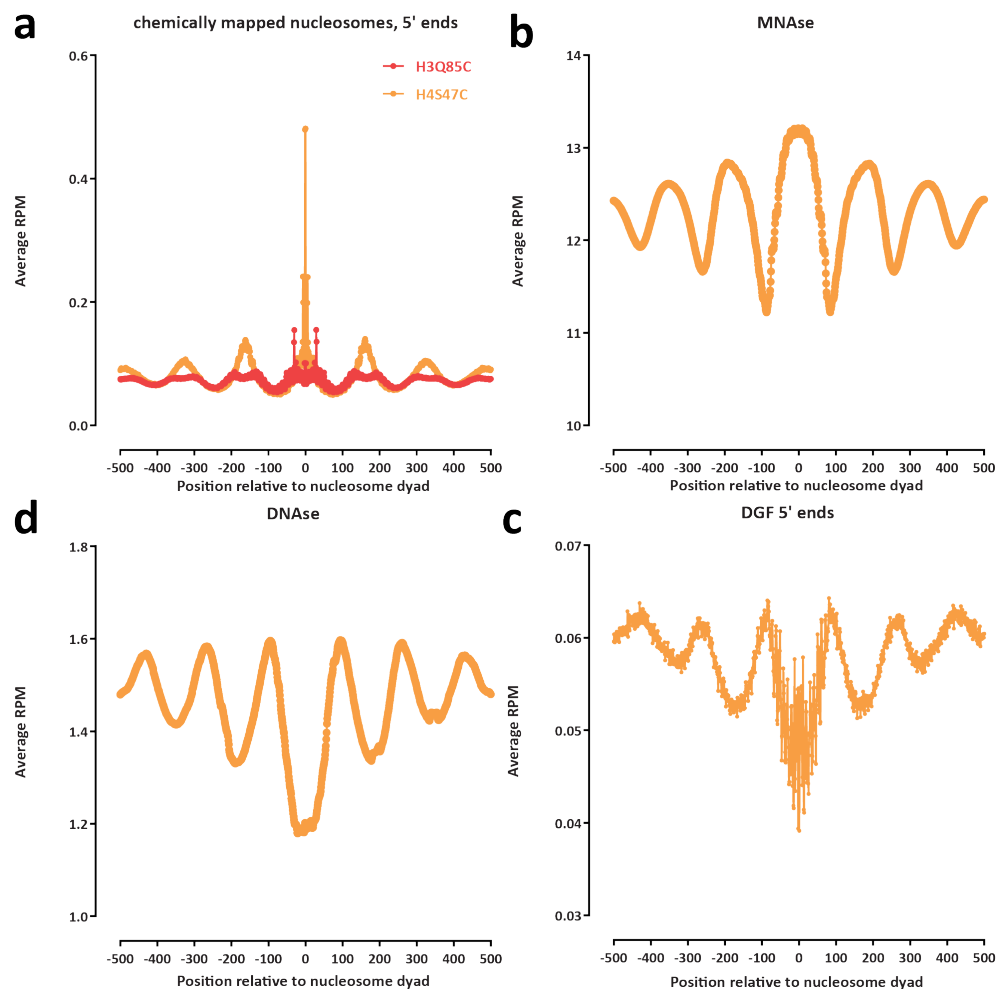 a
chemically mapped nucleosomes, 5' ends
0.6
0.4
0.2
0.0
Average RPM
H3Q85C
H4S47C
-500 -400 -300 -200 -100 0 100 200 300 400 500
Position relative to nucleosome dyad
b
MNAse
14
13
12
11
10
Average RPM
-500 -400 -300 -200 -100 0 100 200 300 400 500
Position relative to nucleosome dyad
d
DNAse
1.8
1.6
1.4
1.2
1.0
Average RPM
-500 -400 -300 -200 -100 0 100 200 300 400 500
Position relative to nucleosome dyad
c
DGF 5' ends
0.07
0.06
0.05
0.04
0.03
Average RPM
-500 -400 -300 -200 -100 0 100 200 300 400 500
Position relative to nucleosome dyad